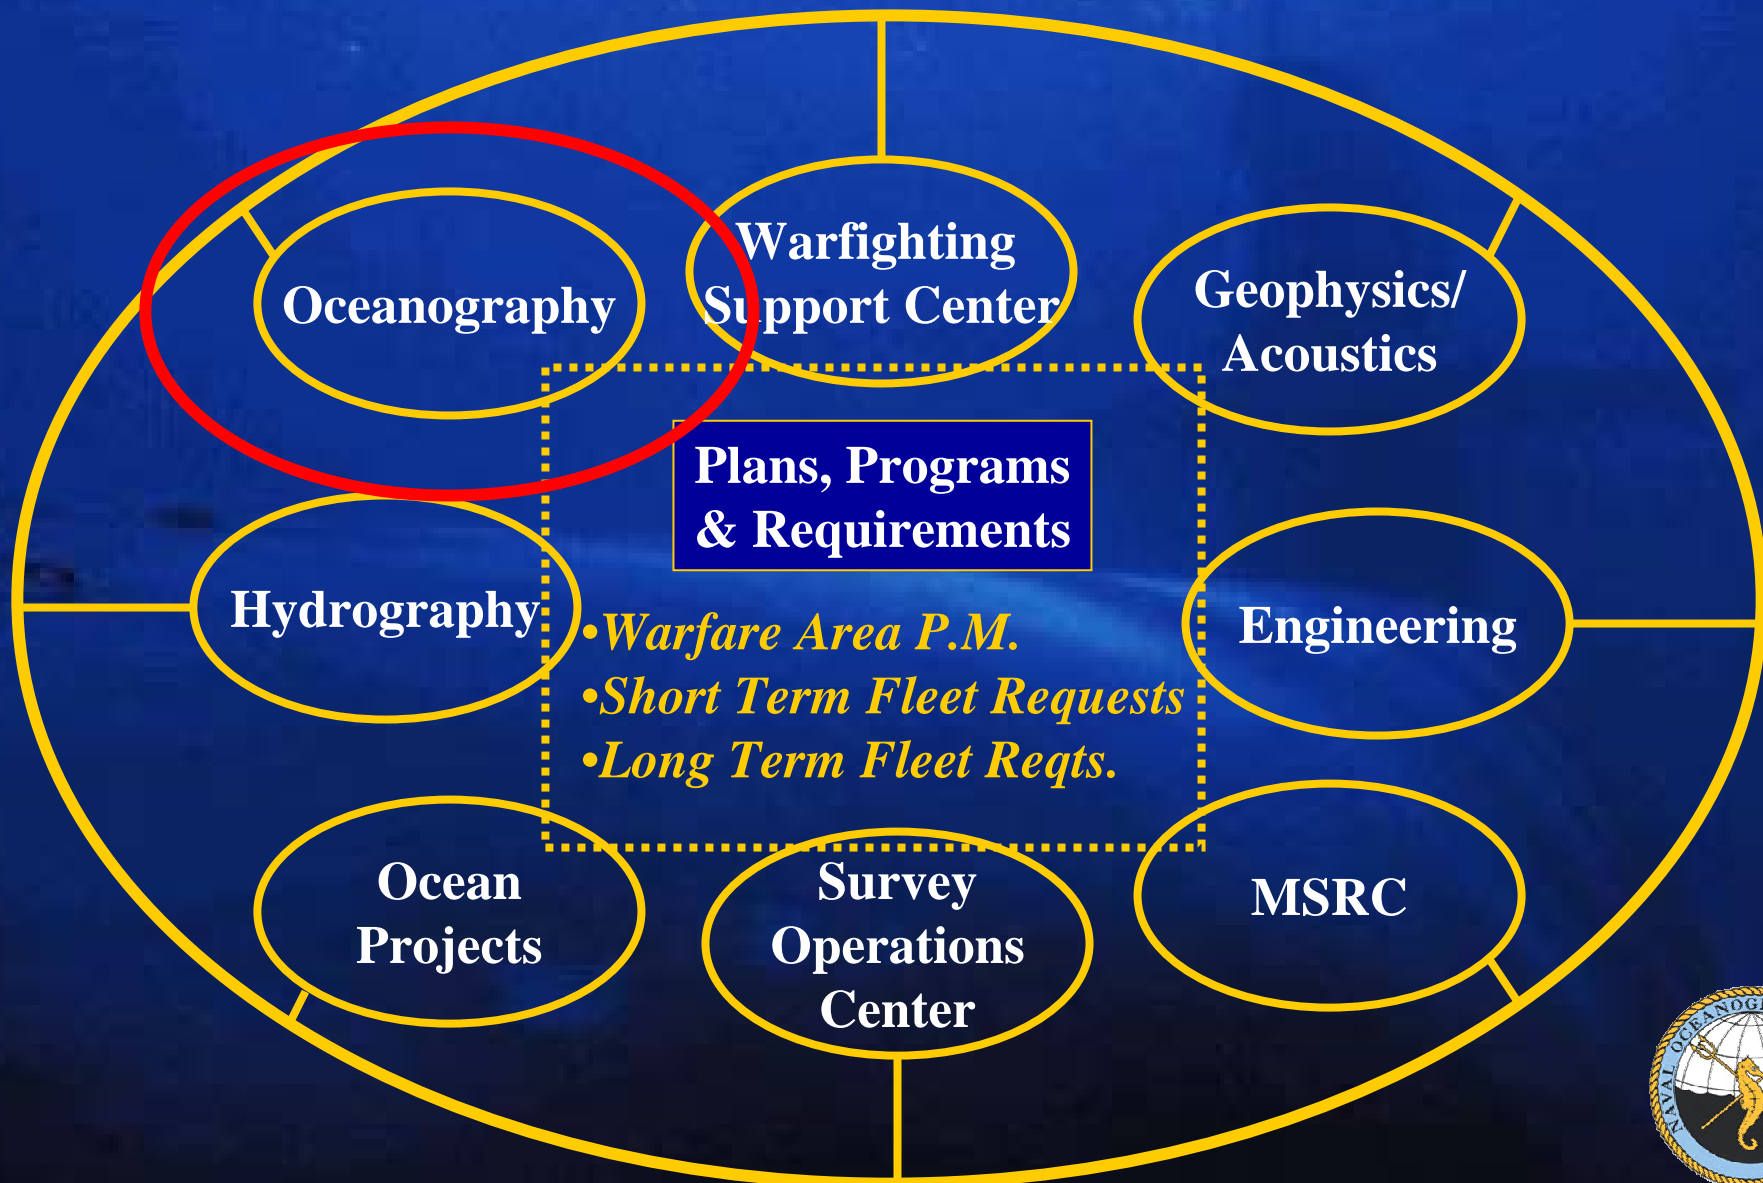 Warfighting
Support Center
Oceanography
Geophysics/
Acoustics
Plans, Programs
& Requirements
Hydrography
•Warfare Area P.M.
•Short Term Fleet Requests
•Long Term Fleet Reqts.
Engineering
Ocean
Projects
Survey
Operations
Center
MSRC
NAVAL